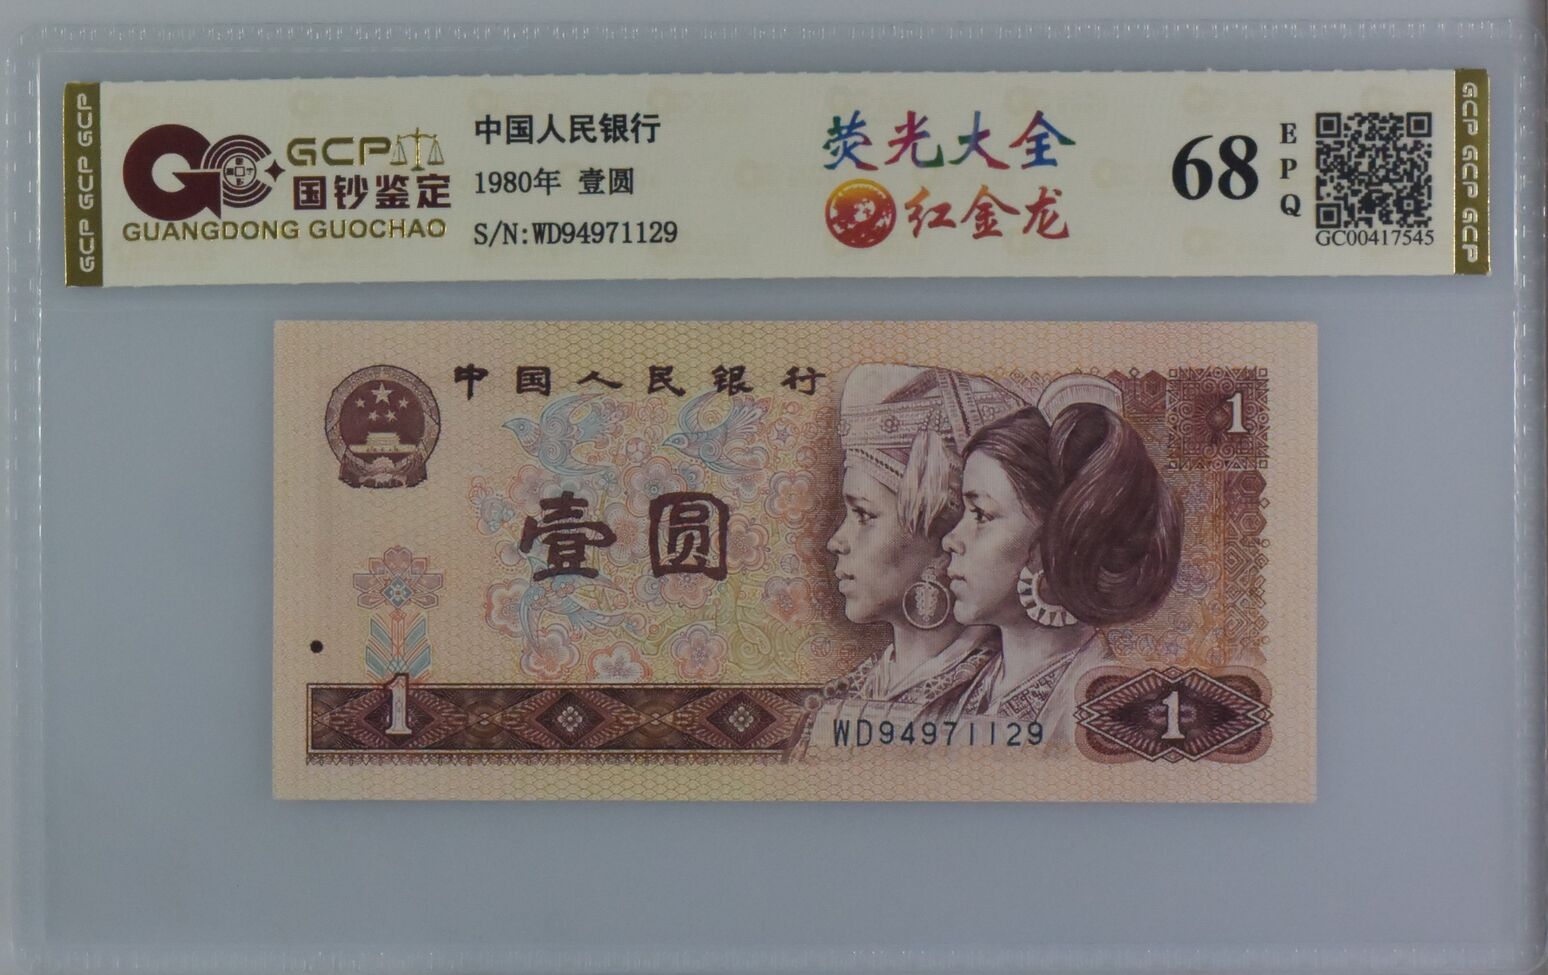 GCP GCP GCP
GCP
国钞鉴定
GUANGDONG GUOCHAO
中国人民银行
1980年 壹圆
S/N:WD94971129
荧光大全
红金龙
68
EPQ
GC00417545
GCP GCP GCP
中国人民银行
1
壹圆
1
WD94971129
1